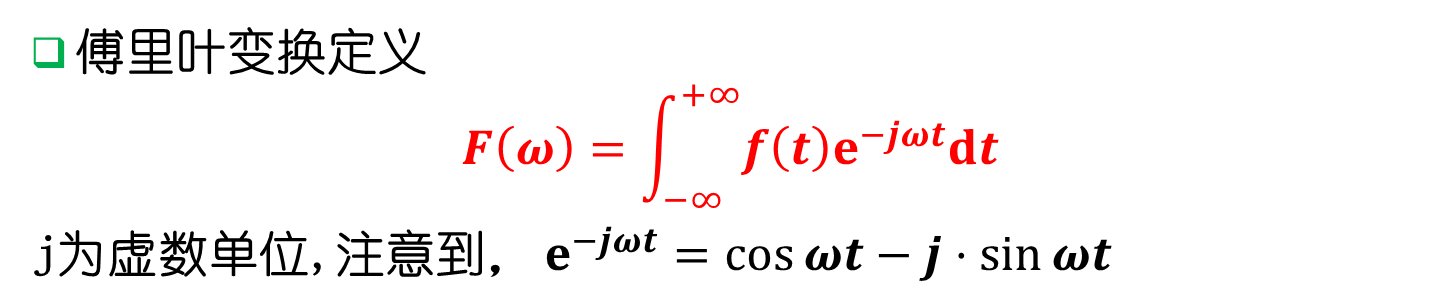 ❑ 傅里叶变换定义
F(ω) = ∫_{−∞}^{+∞} f(t)e^{−jωt}dt
j为虚数单位, 注意到， e^{−jωt} = cos ωt − j · sin ωt